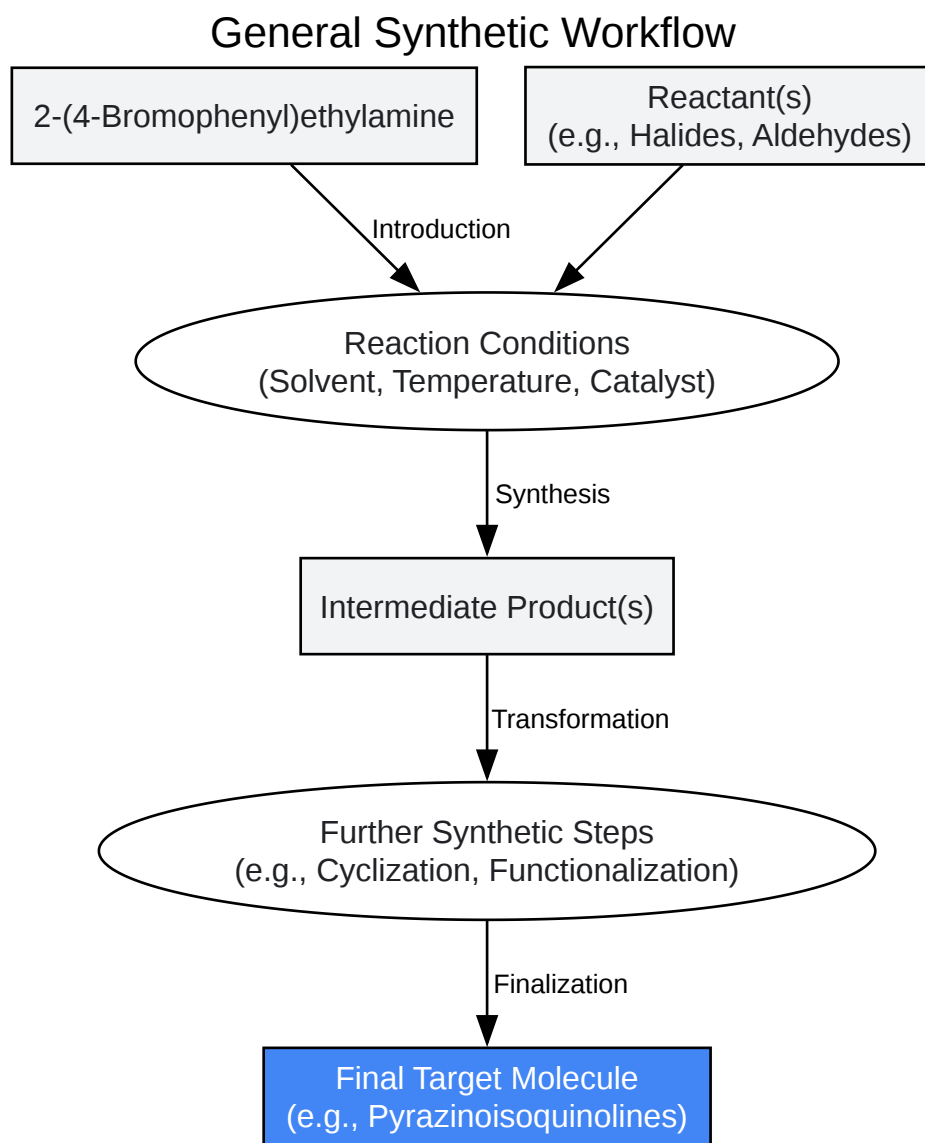 General Synthetic Workflow
2-(4-Bromophenyl)ethylamine
Reactant(s)
(e.g., Halides, Aldehydes)
Introduction
Reaction Conditions
(Solvent, Temperature, Catalyst)
Synthesis
Intermediate Product(s)
Transformation
Further Synthetic Steps
(e.g., Cyclization, Functionalization)
Finalization
Final Target Molecule
(e.g., Pyrazinoisoquinolines)